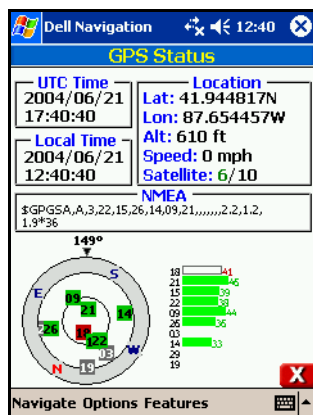 Dell Navigation 12:40
GPS Status
UTC Time
2004/06/21
17:40:40
Local Time
2004/06/21
12:40:40
Location
Lat: 41.944817N
Lon: 87.654457W
Alt: 610 ft
Speed: 0 mph
Satellite: 6/10
NMEA
$GPGSA,A,3,22,15,26,14,09,21,,,,,,,2.2,1.2,
1.9*36
149°
S
E
09
21
14
26
18
22
03
W
N
19
18 41
21 45
15 39
22 38
09 44
26 36
03
14 33
29
19
X
Navigate Options Features